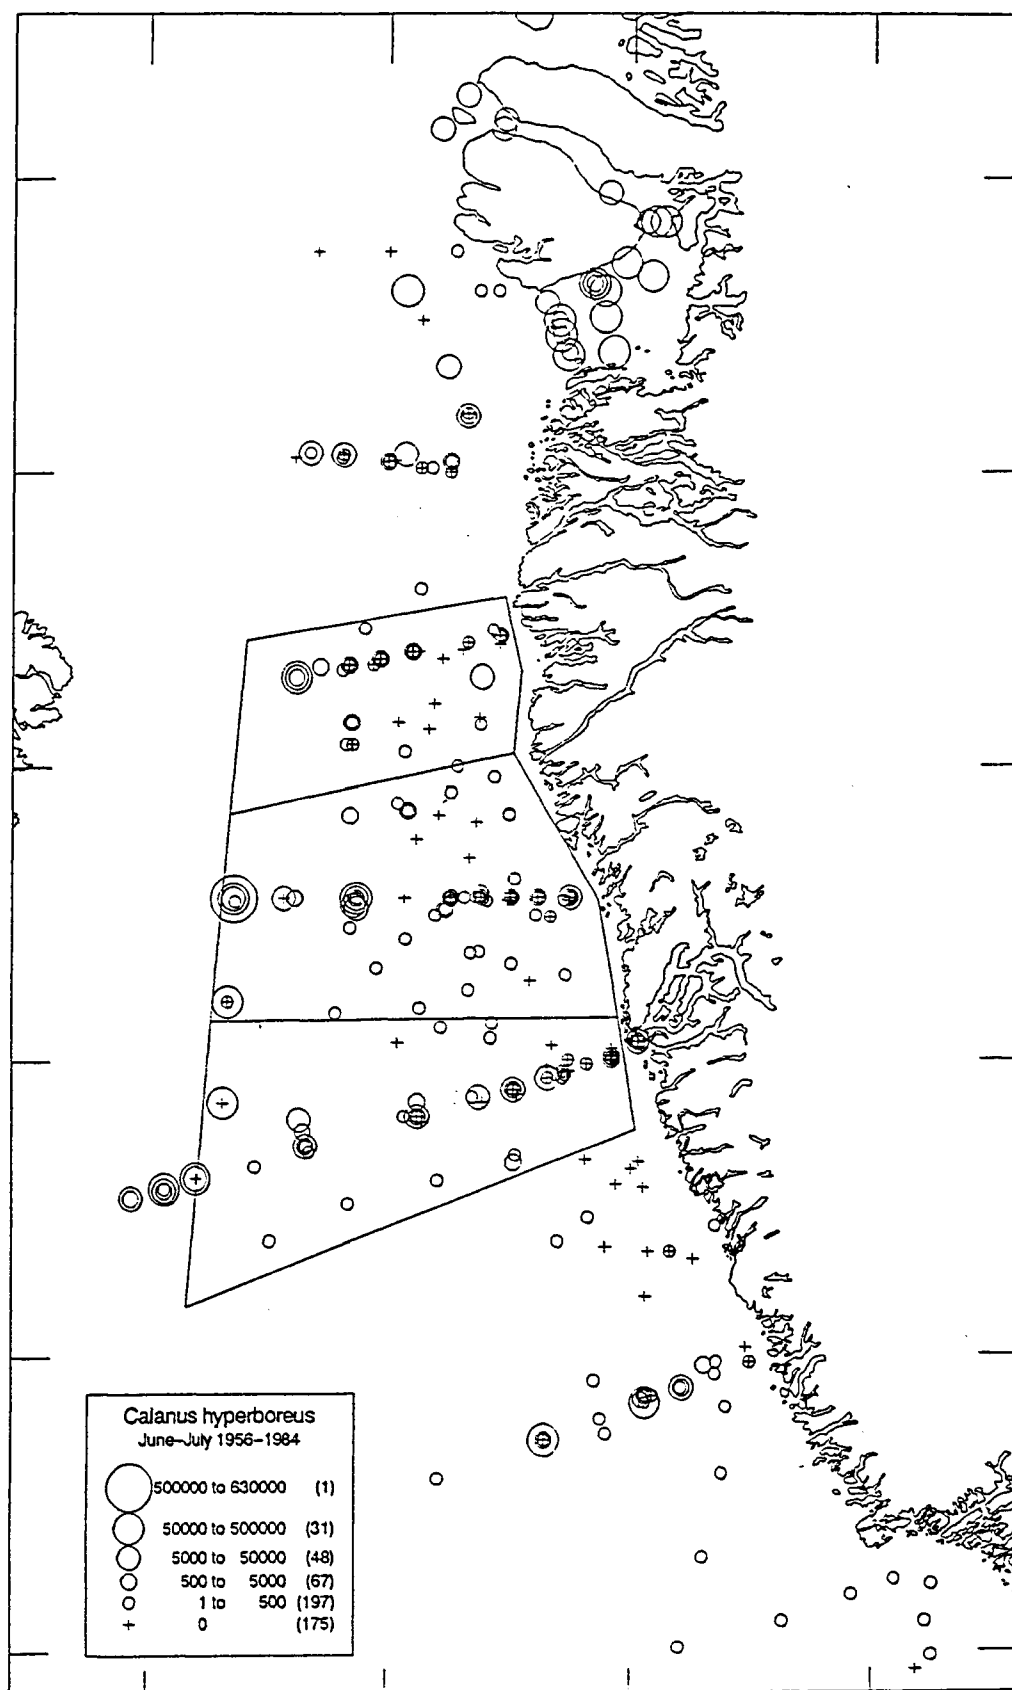 Calanus hyperboreus
June-July 1956-1984
500000 to 630000 (1)
50000 to 500000 (31)
5000 to 50000 (48)
500 to 5000 (67)
1 to 500 (197)
0 (175)